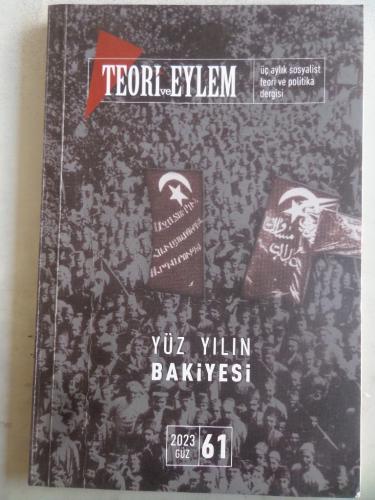 TEORİ ve EYLEM
üç aylık sosyalist
teori ve politika
dergisi
YÜZ YILIN
BAKİYESİ
2023
GÜZ
61